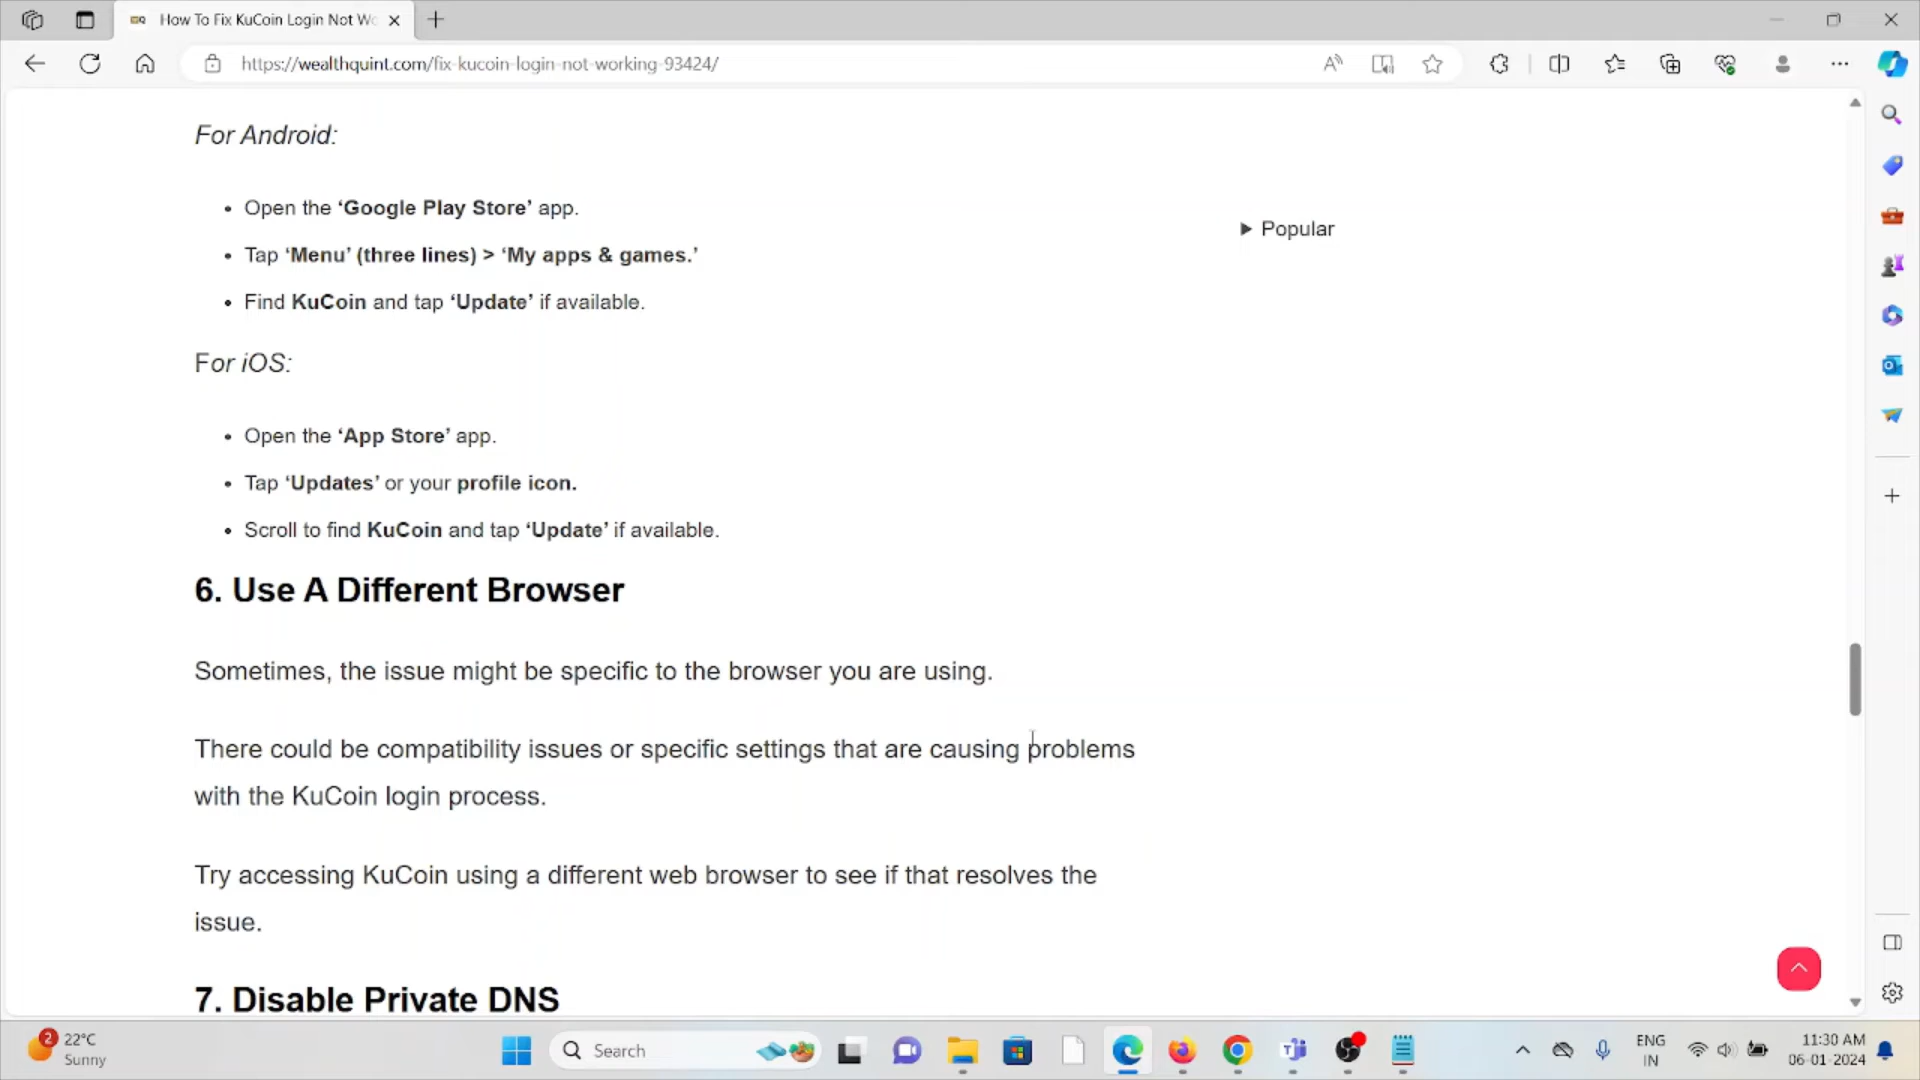 How To Fix KuCoin Login Not Wo
https://wealthquint.com/fix-kucoin-login-not-working-93424/
For Android:
Open the ‘Google Play Store’ app.
Tap ‘Menu’ (three lines) > ‘My apps & games.’
Find KuCoin and tap ‘Update’ if available.
Popular
For iOS:
Open the ‘App Store’ app.
Tap ‘Updates’ or your profile icon.
Scroll to find KuCoin and tap ‘Update’ if available.
6. Use A Different Browser
Sometimes, the issue might be specific to the browser you are using.
There could be compatibility issues or specific settings that are causing problems
with the KuCoin login process.
Try accessing KuCoin using a different web browser to see if that resolves the
issue.
7. Disable Private DNS
2
22°C
Sunny
Search
ENG
IN
11:30 AM
06-01-2024